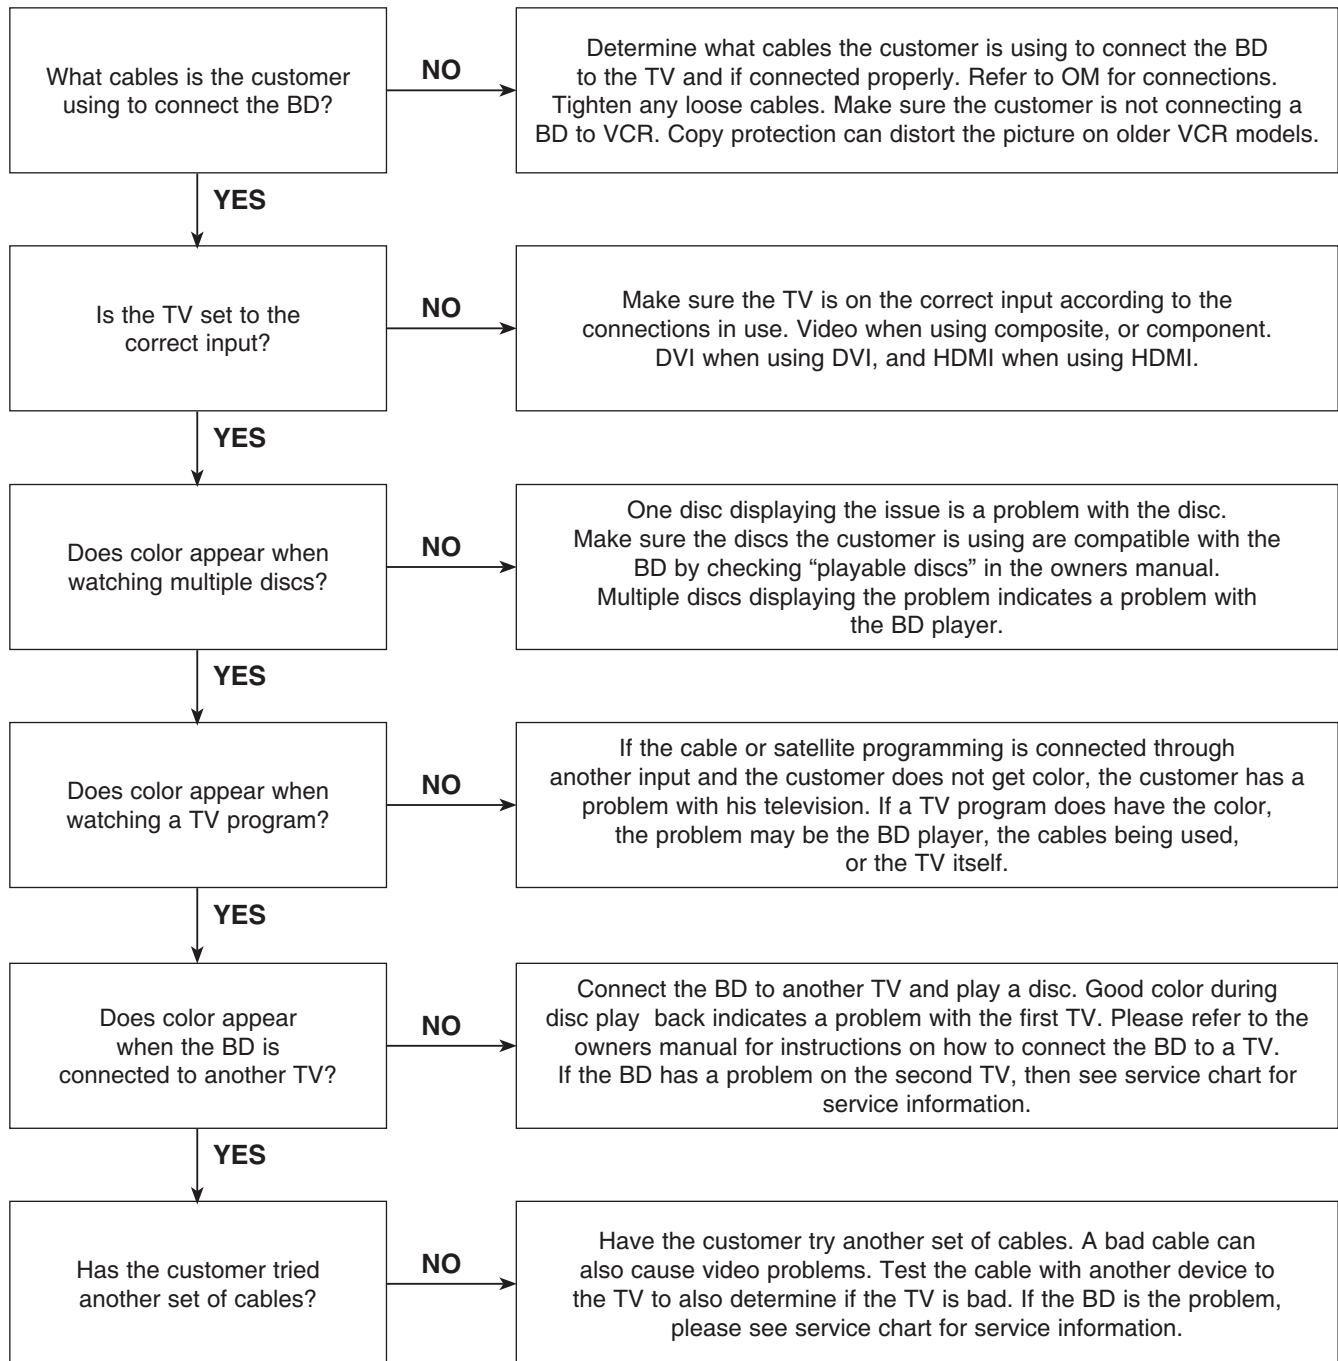 What cables is the customer
using to connect the BD?
NO
Determine what cables the customer is using to connect the BD
to the TV and if connected properly. Refer to OM for connections.
Tighten any loose cables. Make sure the customer is not connecting a
BD to VCR. Copy protection can distort the picture on older VCR models.
YES
Is the TV set to the
correct input?
NO
Make sure the TV is on the correct input according to the
connections in use. Video when using composite, or component.
DVI when using DVI, and HDMI when using HDMI.
YES
Does color appear when
watching multiple discs?
NO
One disc displaying the issue is a problem with the disc.
Make sure the discs the customer is using are compatible with the
BD by checking “playable discs” in the owners manual.
Multiple discs displaying the problem indicates a problem with
the BD player.
YES
Does color appear when
watching a TV program?
NO
If the cable or satellite programming is connected through
another input and the customer does not get color, the customer has a
problem with his television. If a TV program does have the color,
the problem may be the BD player, the cables being used,
or the TV itself.
YES
Does color appear
when the BD is
connected to another TV?
NO
Connect the BD to another TV and play a disc. Good color during
disc play  back indicates a problem with the first TV. Please refer to the
owners manual for instructions on how to connect the BD to a TV.
If the BD has a problem on the second TV, then see service chart for
service information.
YES
Has the customer tried
another set of cables?
NO
Have the customer try another set of cables. A bad cable can
also cause video problems. Test the cable with another device to
the TV to also determine if the TV is bad. If the BD is the problem,
please see service chart for service information.